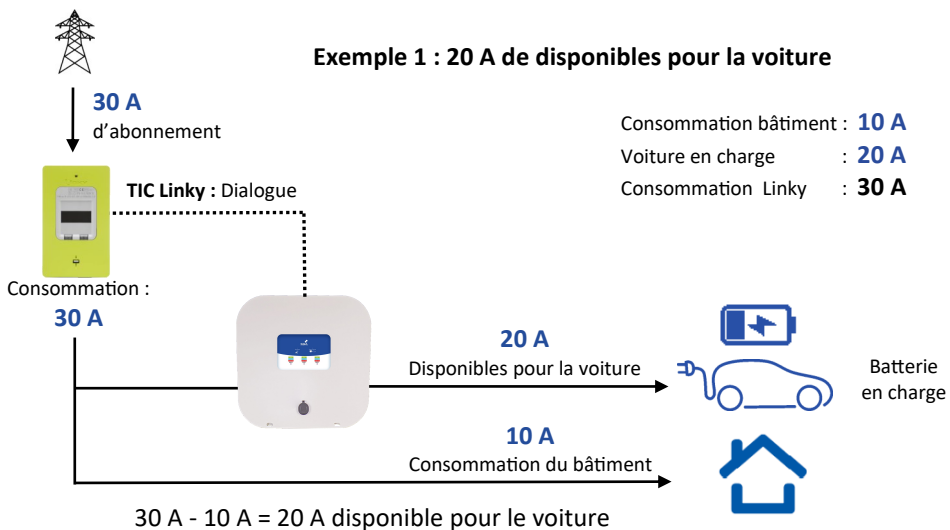 Exemple 1 : 20 A de disponibles pour la voiture
30 A
d'abonnement
Consommation bâtiment : 10 A
Voiture en charge : 20 A
Consommation Linky : 30 A
TIC Linky : Dialogue
Consommation :
30 A
20 A
Disponibles pour la voiture
Batterie
en charge
10 A
Consommation du bâtiment
30 A - 10 A = 20 A disponible pour le voiture